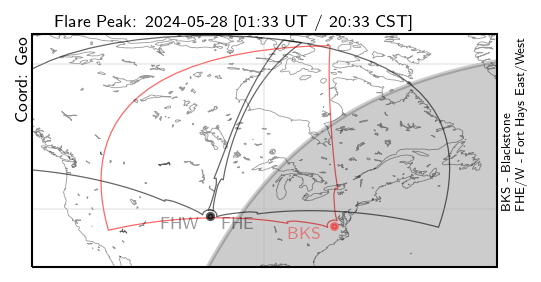 Flare Peak: 2024-05-28 [01:33 UT / 20:33 CST]
Coord: Geo
FHW
FHE
BKS
BKS - Blackstone
FHE/W - Fort Hays East/West